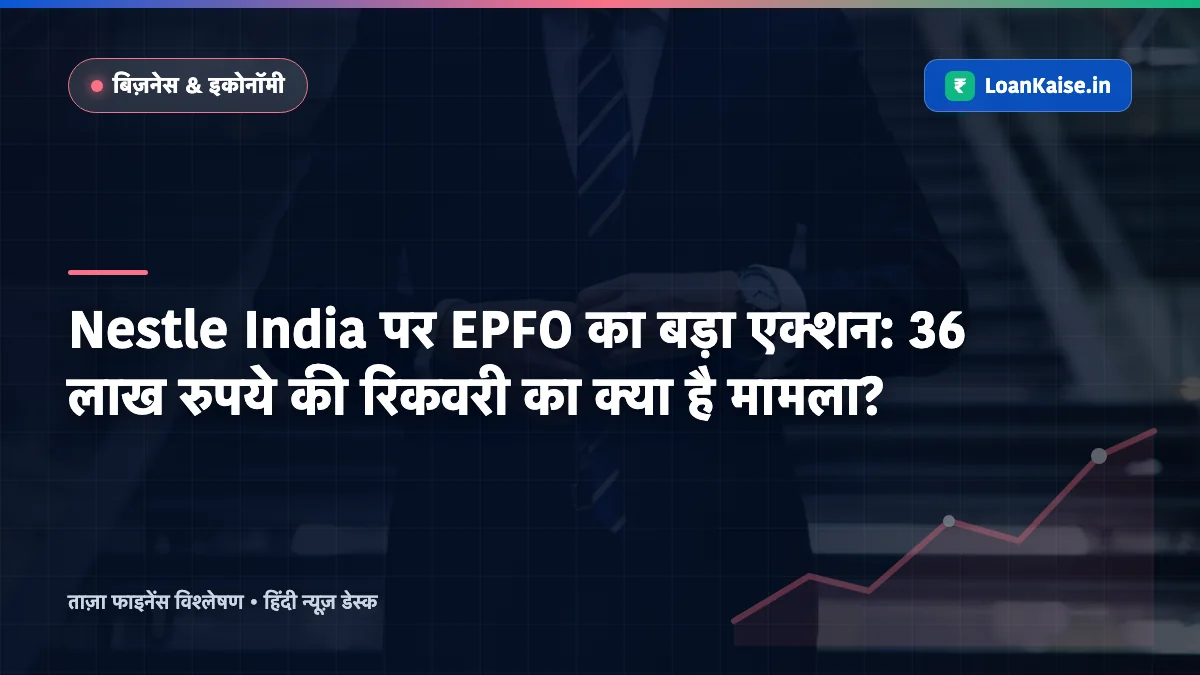 बिज़नेस & इकोनॉमी
₹ LoanKaise.in
Nestle India पर EPFO का बड़ा एक्शन: 36
लाख रुपये की रिकवरी का क्या है मामला?
ताज़ा फाइनेंस विश्लेषण • हिंदी न्यूज़ डेस्क